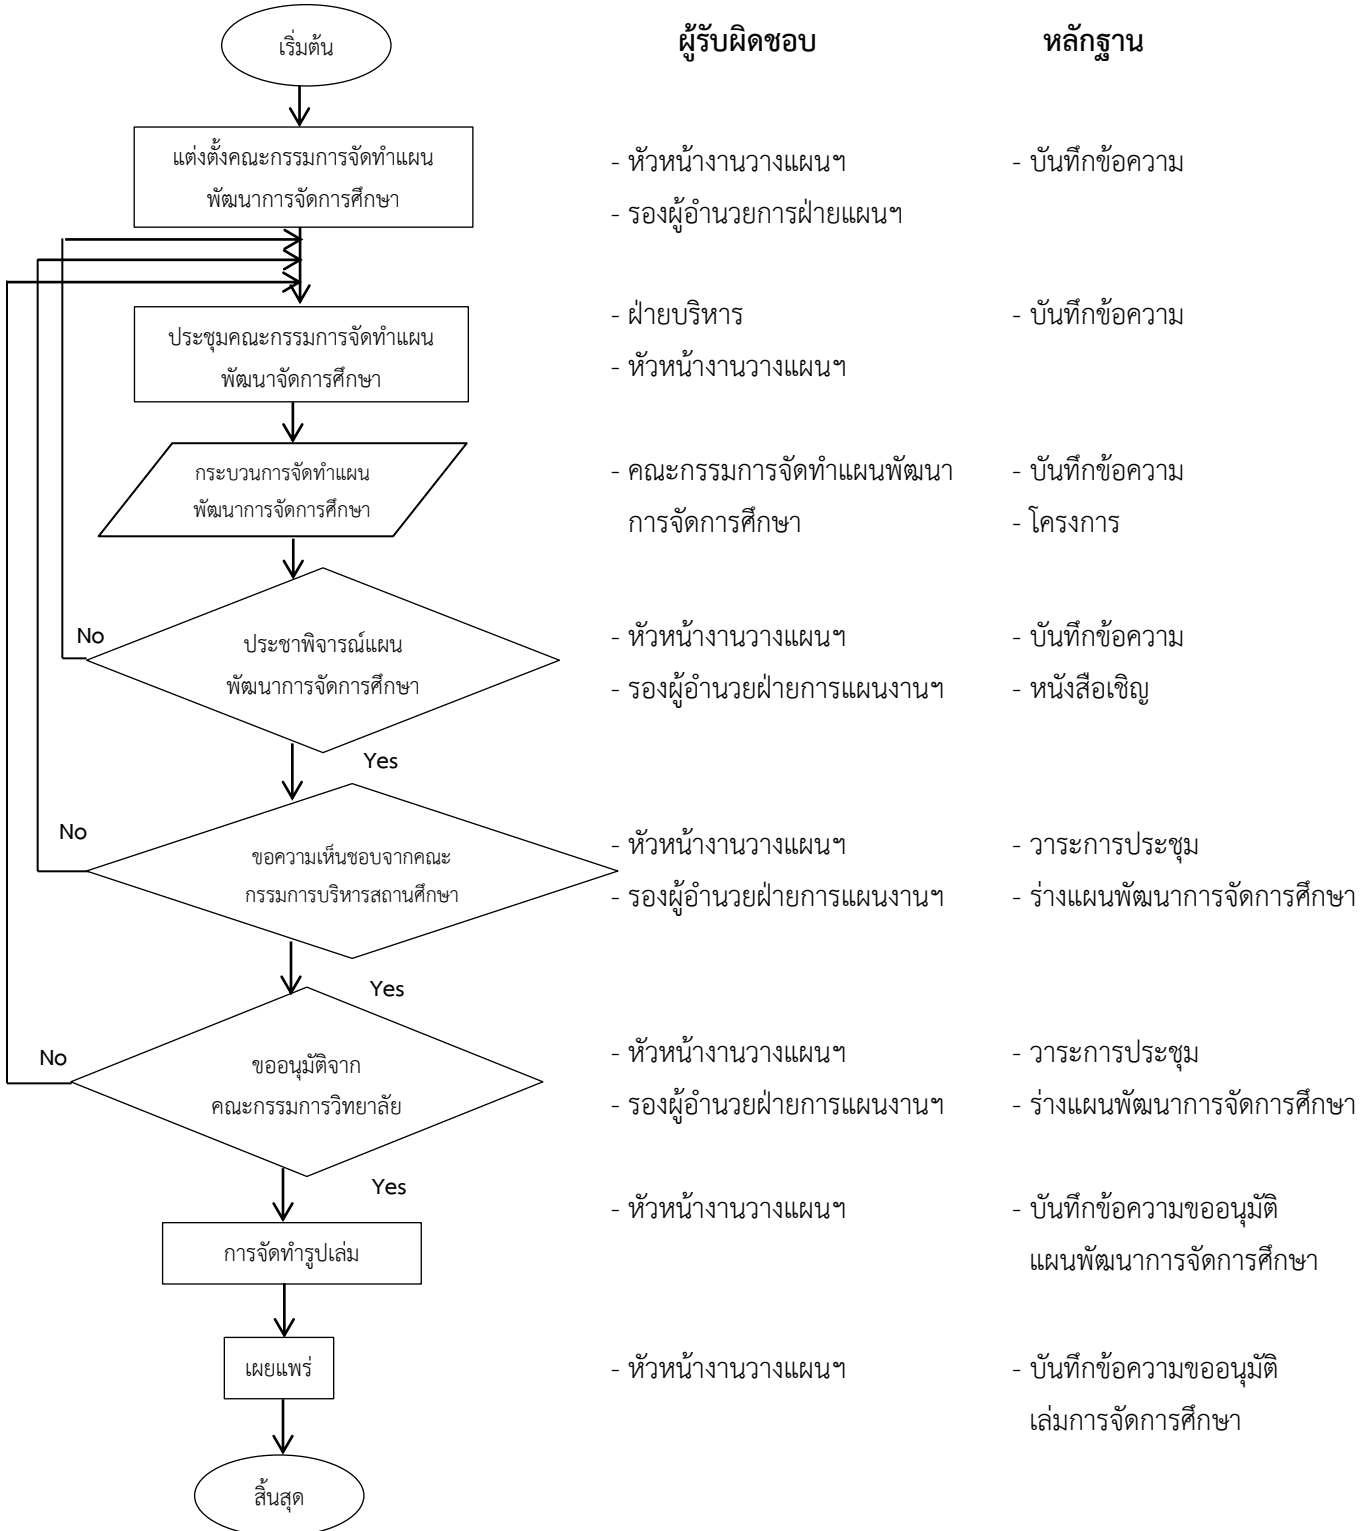 เริ่มต้น
ผู้รับผิดชอบ
หลักฐาน
แต่งตั้งคณะกรรมการจัดทำแผน
พัฒนาการจัดการศึกษา
- หัวหน้างานวางแผนฯ
- รองผู้อำนวยการฝ่ายแผนฯ
- บันทึกข้อความ
ประชุมคณะกรรมการจัดทำแผน
พัฒนาจัดการศึกษา
- ฝ่ายบริหาร
- หัวหน้างานวางแผนฯ
- บันทึกข้อความ
กระบวนการจัดทำแผน
พัฒนาการจัดการศึกษา
- คณะกรรมการจัดทำแผนพัฒนา
การจัดการศึกษา
- บันทึกข้อความ
- โครงการ
No
ประชาพิจารณ์แผน
พัฒนาการจัดการศึกษา
- หัวหน้างานวางแผนฯ
- รองผู้อำนวยฝ่ายการแผนงานฯ
- บันทึกข้อความ
- หนังสือเชิญ
Yes
No
ขอความเห็นชอบจากคณะ
กรรมการบริหารสถานศึกษา
- หัวหน้างานวางแผนฯ
- รองผู้อำนวยฝ่ายการแผนงานฯ
- วาระการประชุม
- ร่างแผนพัฒนาการจัดการศึกษา
Yes
No
ขออนุมัติจาก
คณะกรรมการวิทยาลัย
- หัวหน้างานวางแผนฯ
- รองผู้อำนวยฝ่ายการแผนงานฯ
- วาระการประชุม
- ร่างแผนพัฒนาการจัดการศึกษา
Yes
การจัดทำรูปเล่ม
- หัวหน้างานวางแผนฯ
- บันทึกข้อความขออนุมัติ
แผนพัฒนาการจัดการศึกษา
เผยแพร่
- หัวหน้างานวางแผนฯ
- บันทึกข้อความขออนุมัติ
เล่มการจัดการศึกษา
สิ้นสุด